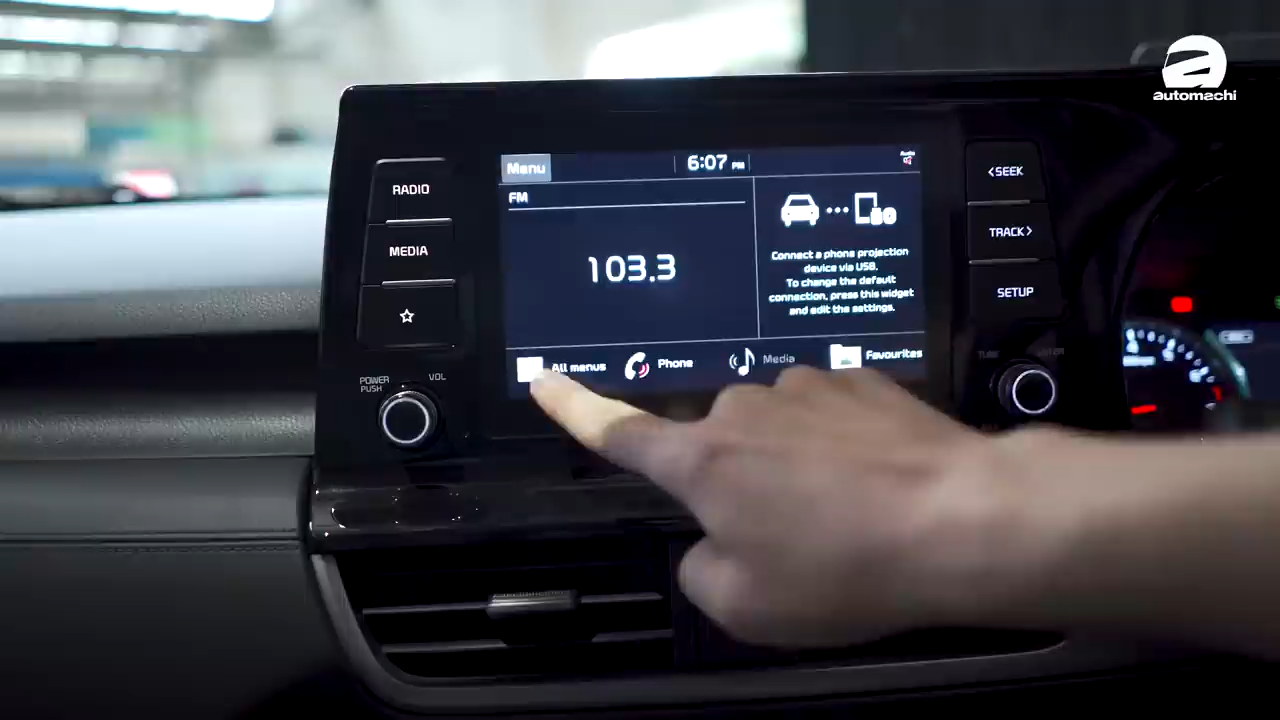 automachi
RADIO
MEDIA
POWER
PUSH
VOL
Menu
6:07 PM
Audio
FM
103.3
Connect a phone projection
device via USB.
To change the default
connection, press this widget
and edit the settings.
All menus
Phone
Media
Favourites
<SEEK
TRACK>
SETUP
TUNE